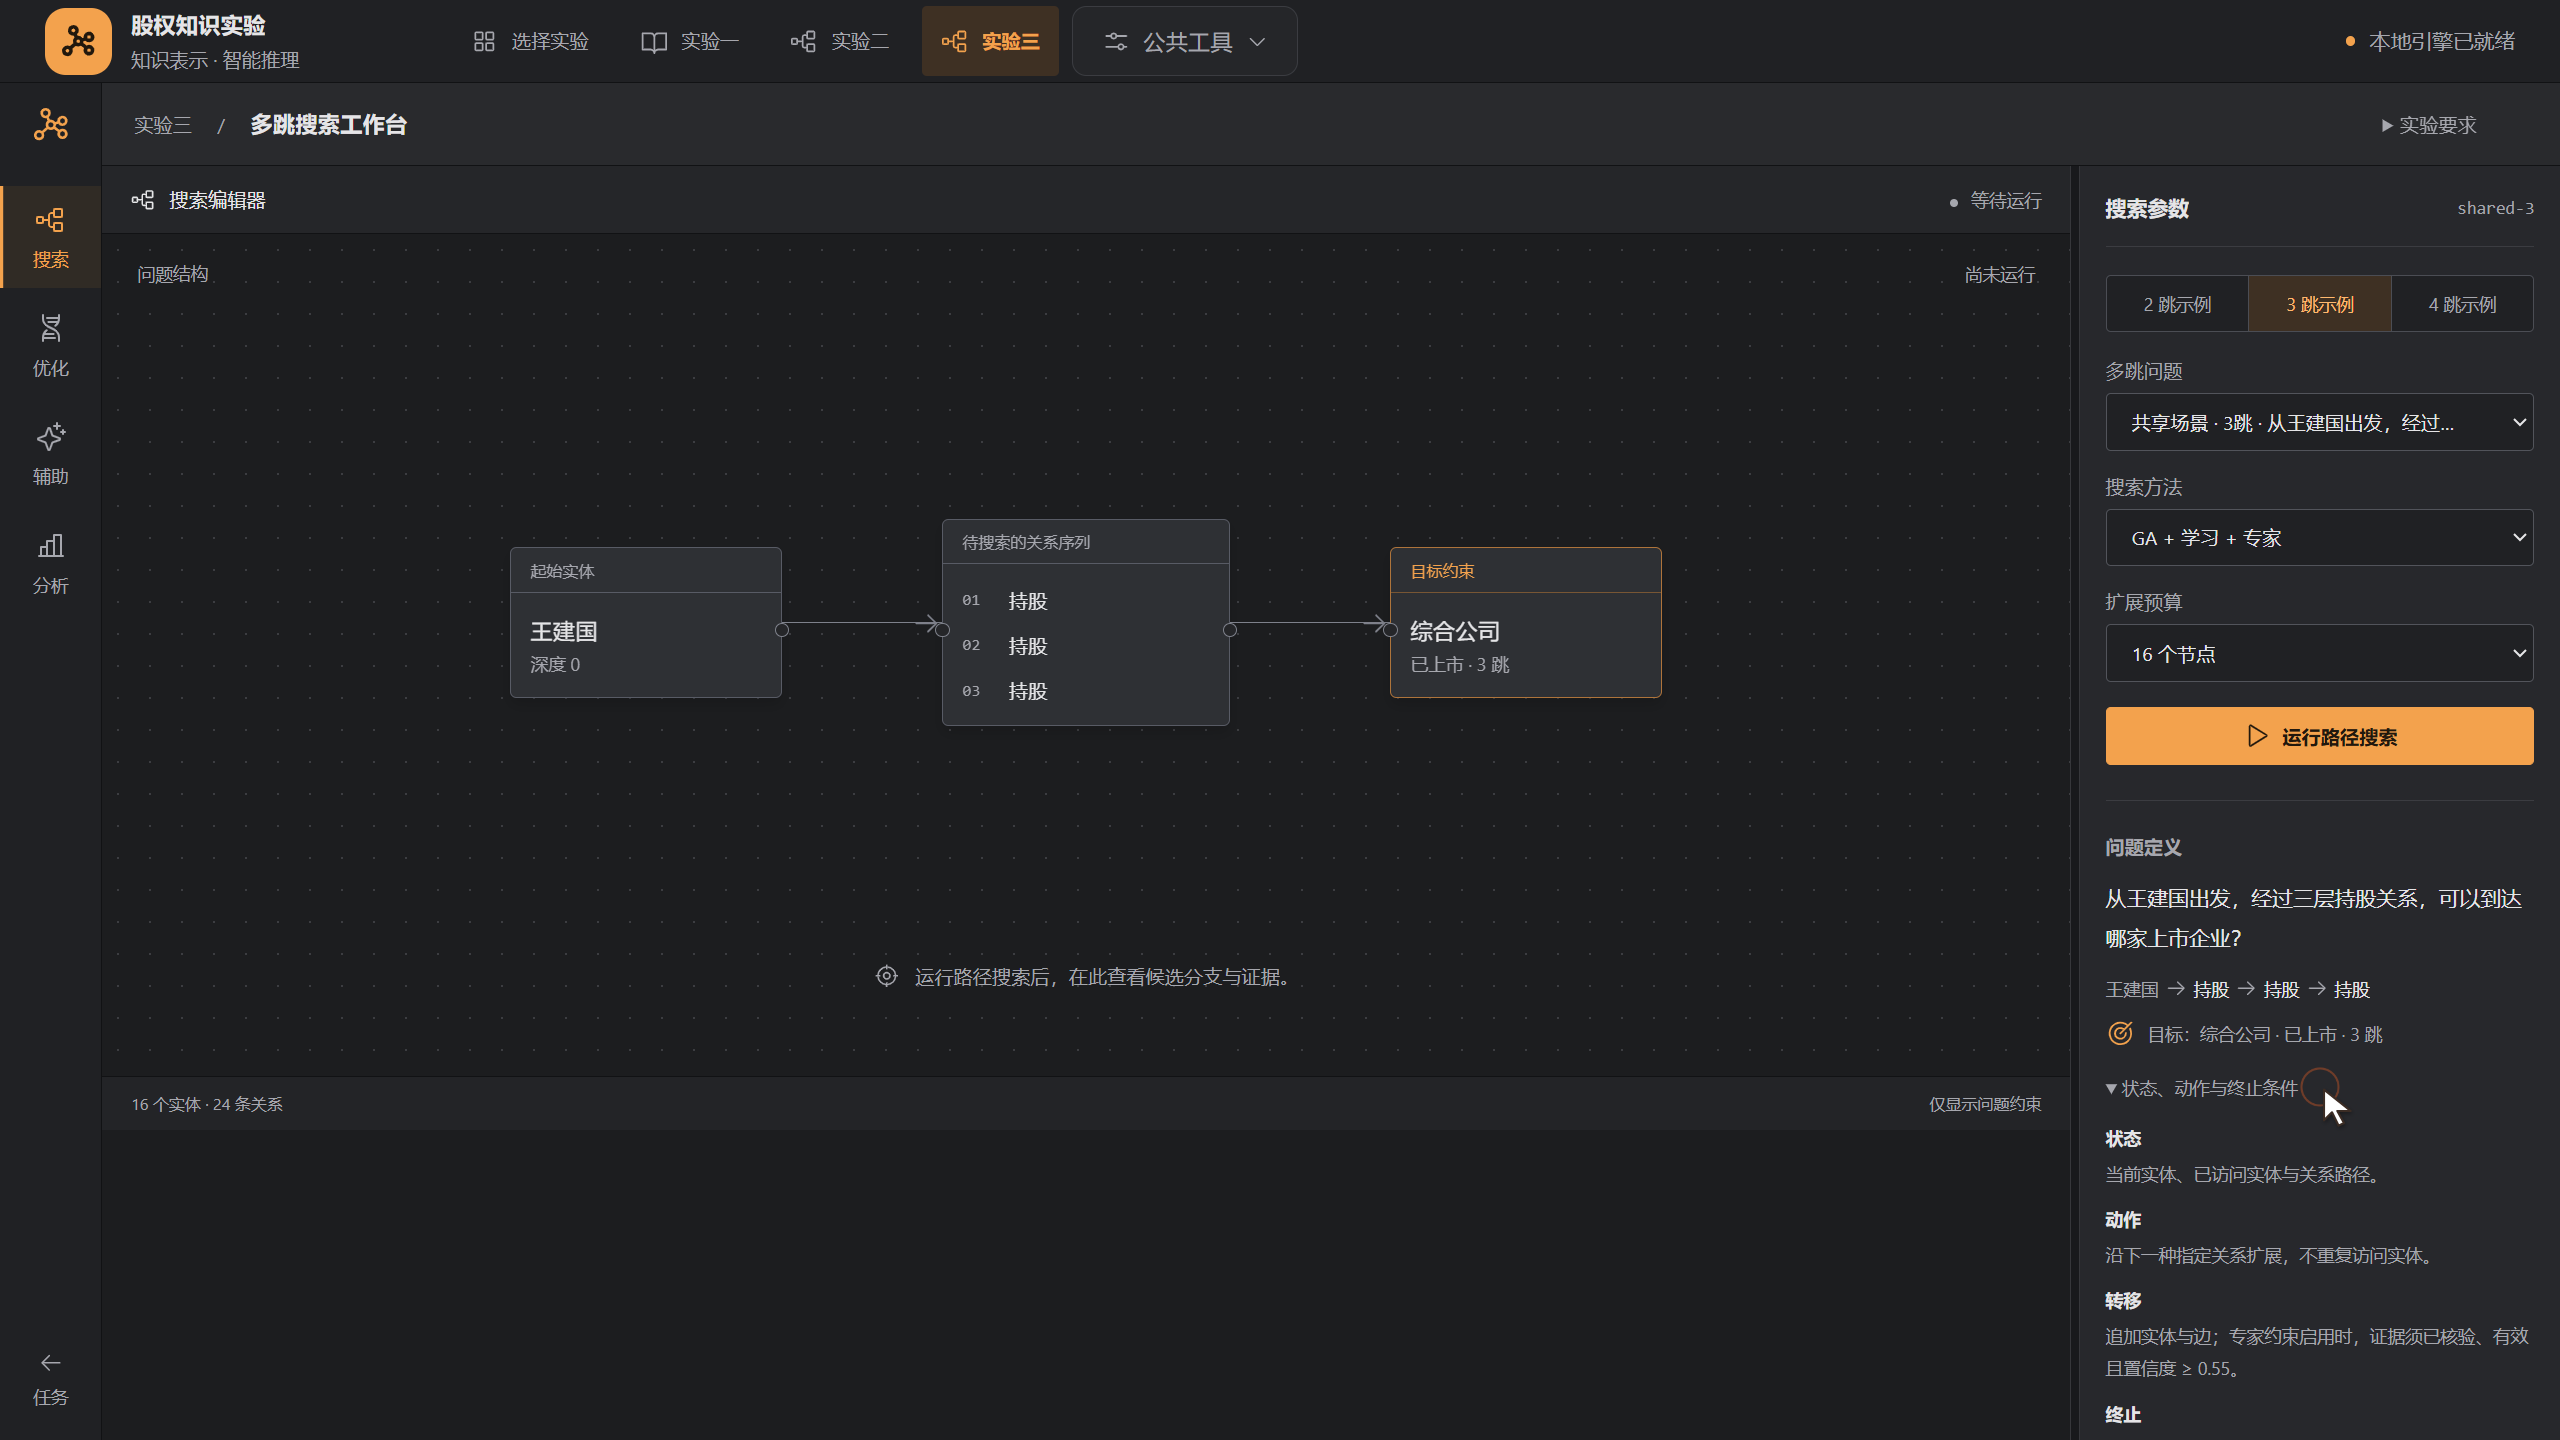 股权知识实验
知识表示 · 智能推理
选择实验
实验一
实验二
实验三
公共工具
本地引擎已就绪
实验三 / 多跳搜索工作台
实验要求
搜索
优化
辅助
分析
任务
搜索编辑器
等待运行
问题结构
尚未运行
起始实体
王建国
深度 0
待搜索的关系序列
01 持股
02 持股
03 持股
目标约束
综合公司
已上市 · 3 跳
运行路径搜索后，在此查看候选分支与证据。
16 个实体 · 24 条关系
仅显示问题约束
搜索参数
shared-3
2 跳示例
3 跳示例
4 跳示例
多跳问题
共享场景 · 3跳 · 从王建国出发，经过...
搜索方法
GA + 学习 + 专家
扩展预算
16 个节点
运行路径搜索
问题定义
从王建国出发，经过三层持股关系，可以到达
哪家上市企业？
王建国 → 持股 → 持股 → 持股
目标：综合公司 · 已上市 · 3 跳
状态、动作与终止条件
状态
当前实体、已访问实体与关系路径。
动作
沿下一种指定关系扩展，不重复访问实体。
转移
追加实体与边；专家约束启用时，证据须已核验、有效
且置信度 ≥ 0.55。
终止